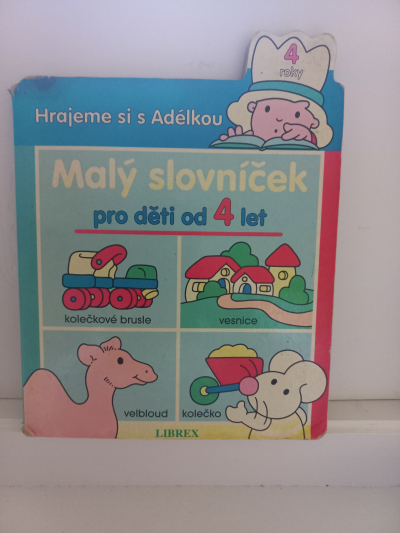 4
roky
Hrajeme si s Adélkou
Malý slovníček
pro děti od 4 let
kolečkové brusle
vesnice
velbloud
kolečko
LIBREX